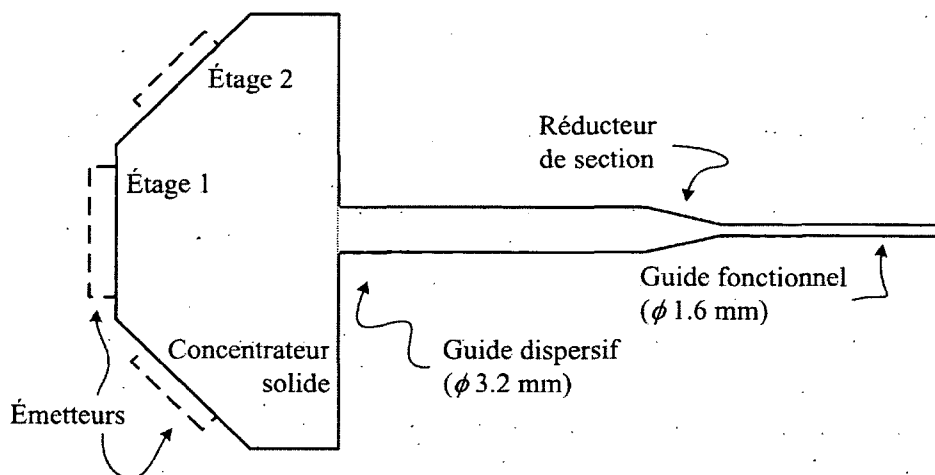 Étage 2
Réducteur
de section
Étage 1
Guide fonctionnel
(ϕ 1.6 mm)
Concentrateur
solide
Guide dispersif
(ϕ 3.2 mm)
Émetteurs